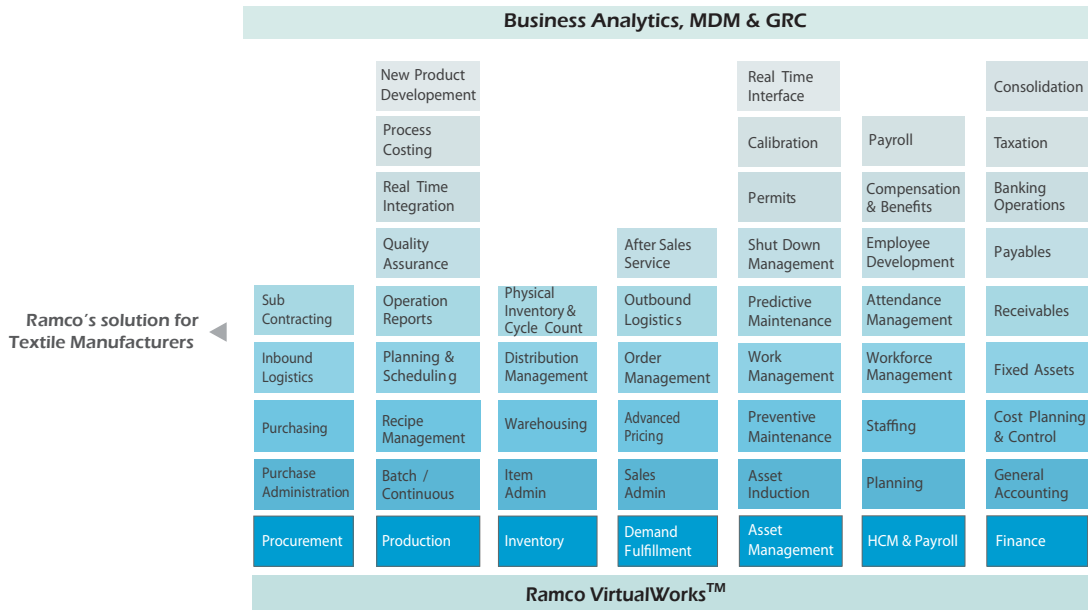 Business Analytics, MDM & GRC
New Product
Developement
Real Time
Interface
Consolidation
Process
Costing
Calibration
Payroll
Taxation
Real Time
Integration
Permits
Compensation
& Benefits
Banking
Operations
Quality
Assurance
After Sales
Service
Shut Down
Management
Employee
Development
Payables
Ramco's solution for
Textile Manufacturers
Sub
Contracting
Operation
Reports
Physical
Inventory &
Cycle Count
Outbound
Logistics
Predictive
Maintenance
Attendance
Management
Receivables
Inbound
Logistics
Planning &
Scheduling
Distribution
Management
Order
Management
Work
Management
Workforce
Management
Fixed Assets
Purchasing
Recipe
Management
Warehousing
Advanced
Pricing
Preventive
Maintenance
Staffing
Cost Planning
& Control
Purchase
Administration
Batch /
Continuous
Item
Admin
Sales
Admin
Asset
Induction
Planning
General
Accounting
Procurement
Production
Inventory
Demand
Fulfillment
Asset
Management
HCM & Payroll
Finance
Ramco VirtualWorks™